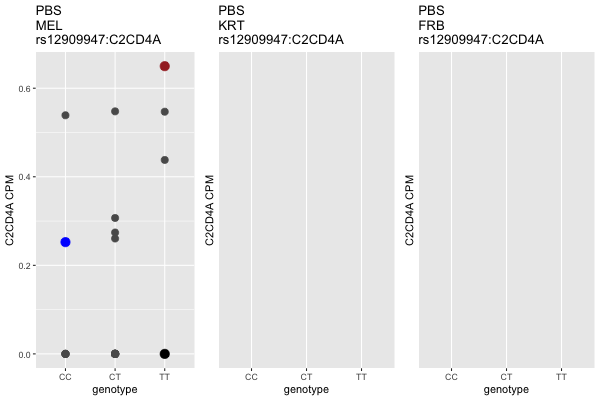 PBS
MEL
rs12909947:C2CD4A
C2CD4A CPM
0.6
0.4
0.2
0.0
CC
CT
TT
genotype
PBS
KRT
rs12909947:C2CD4A
C2CD4A CPM
CC
CT
TT
genotype
PBS
FRB
rs12909947:C2CD4A
C2CD4A CPM
CC
CT
TT
genotype